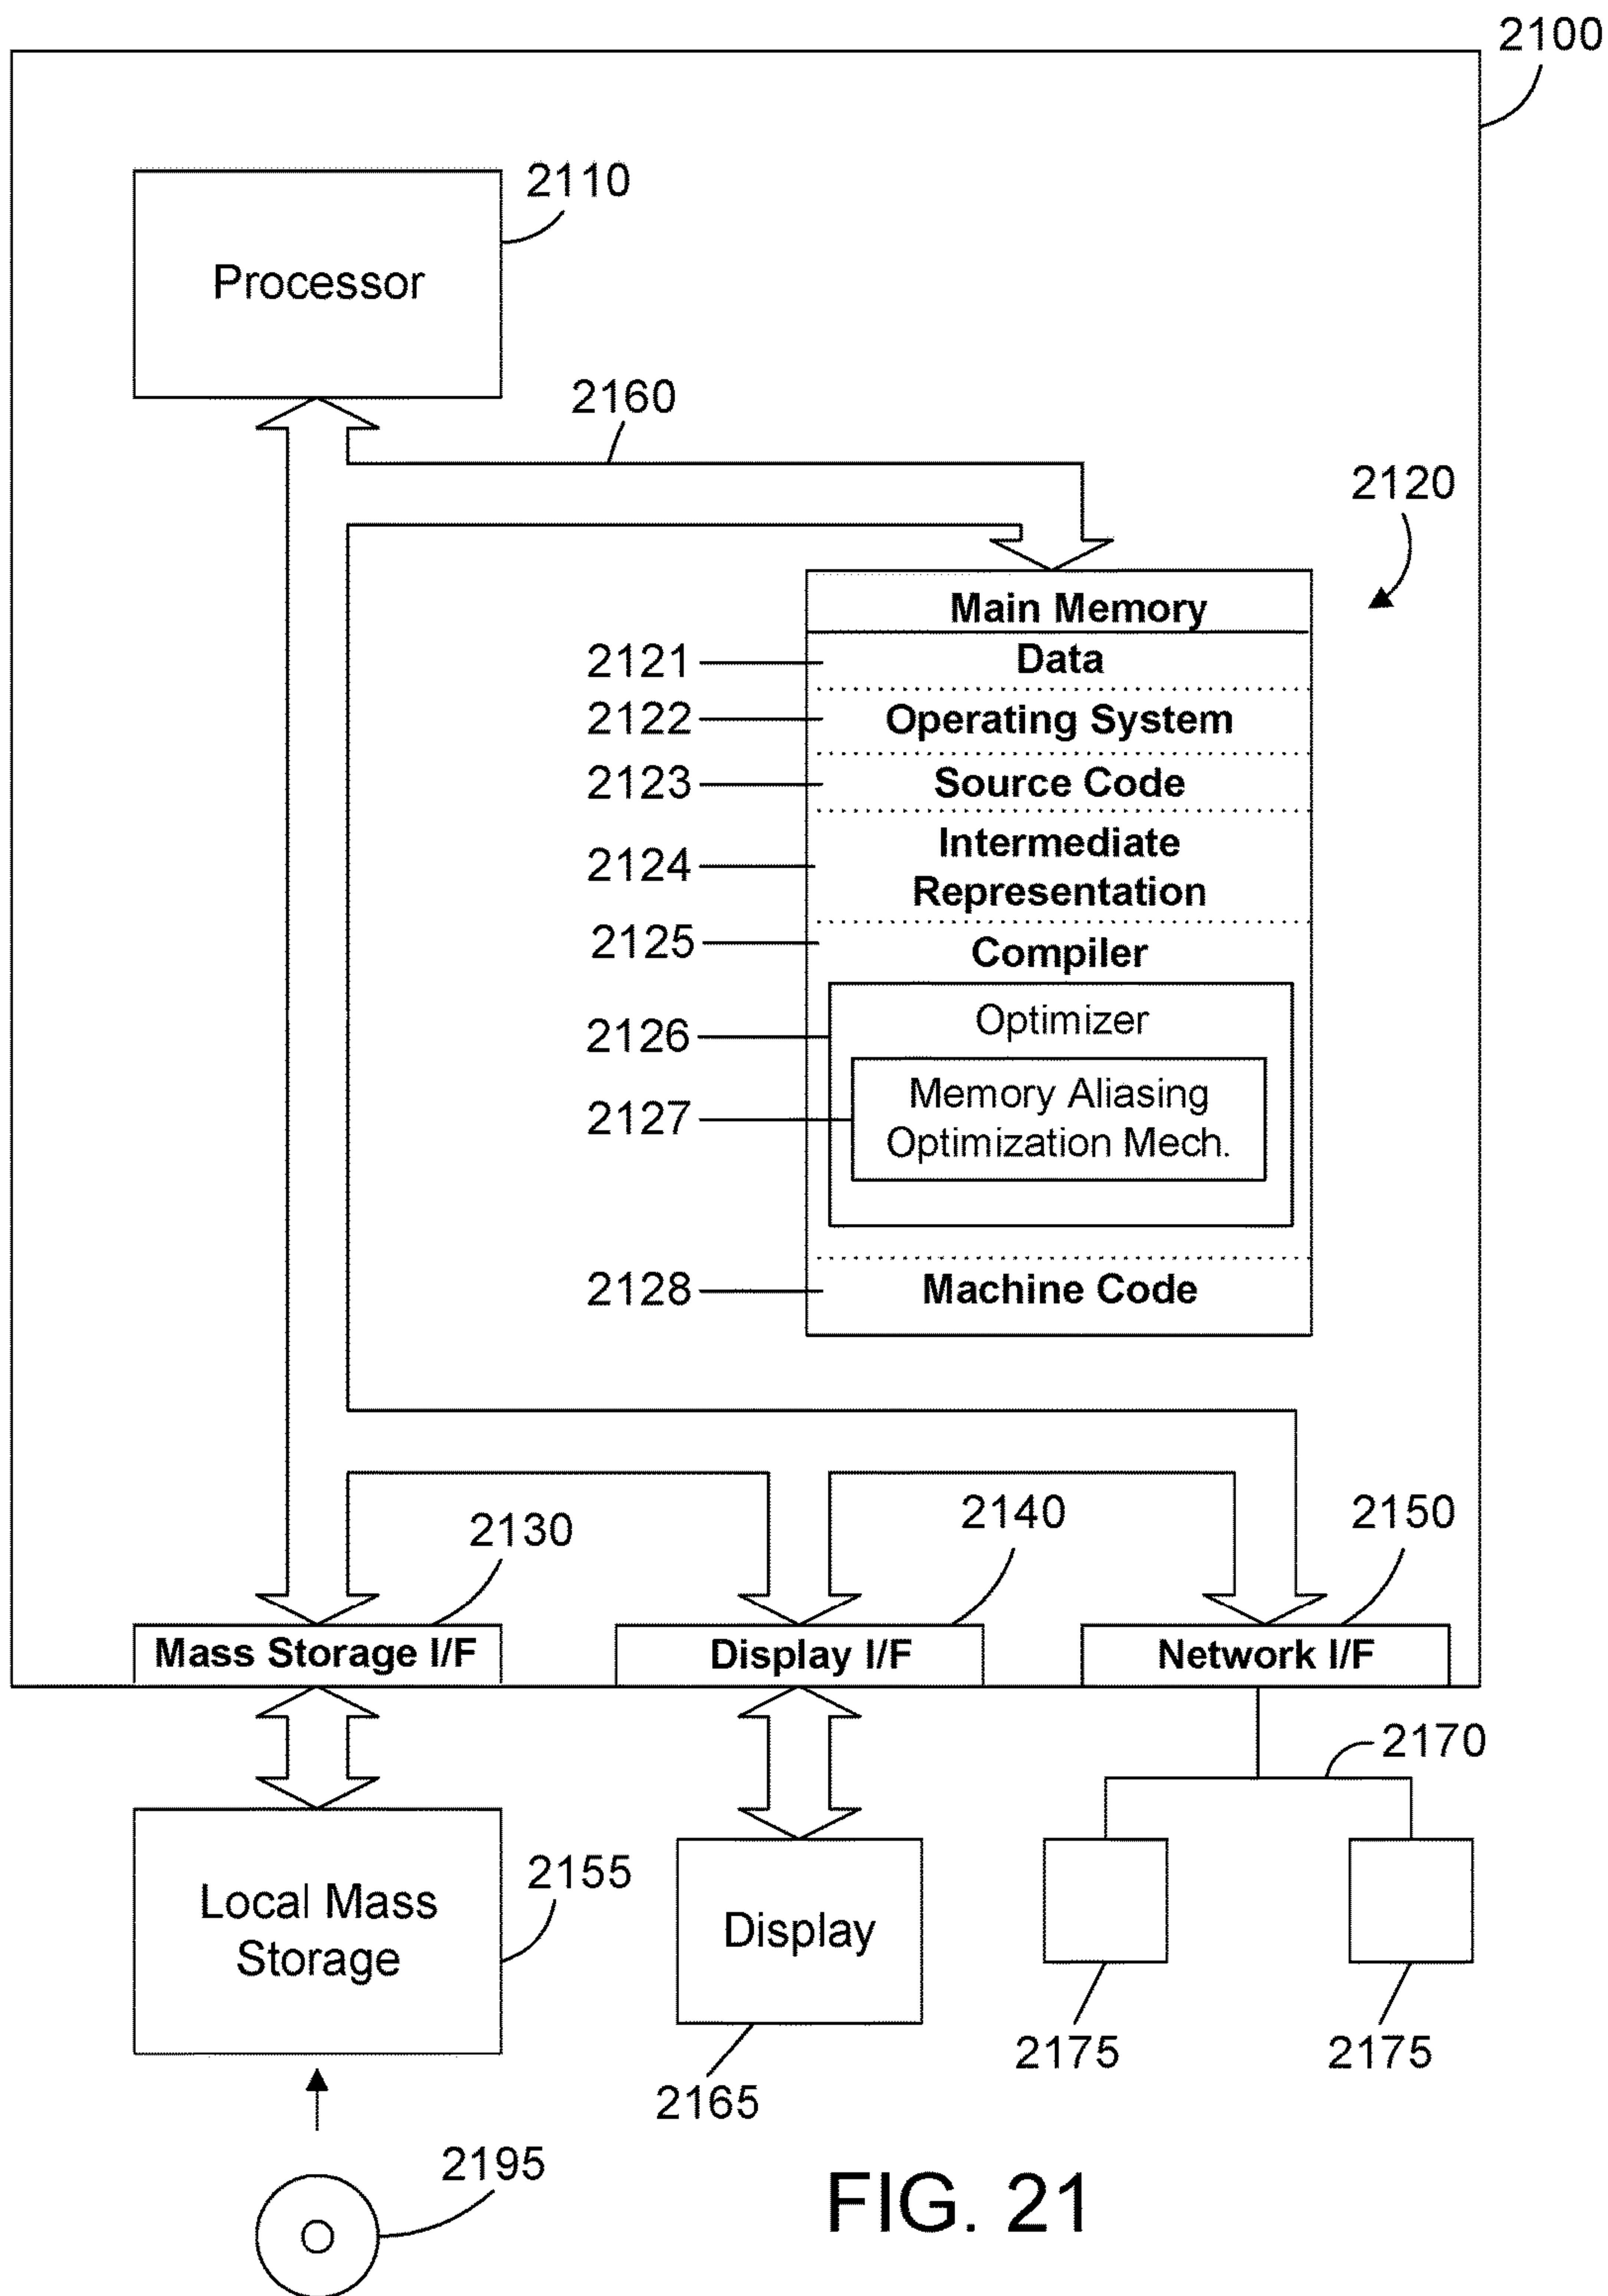 2100
2110
Processor
2160
2120
Main Memory
2121
Data
2122
Operating System
2123
Source Code
2124
Intermediate
Representation
2125
Compiler
2126
Optimizer
2127
Memory Aliasing
Optimization Mech.
2128
Machine Code
2130
2140
2150
Mass Storage I/F
Display I/F
Network I/F
2170
Local Mass
Storage
2155
Display
2165
2175
2175
2195
FIG. 21